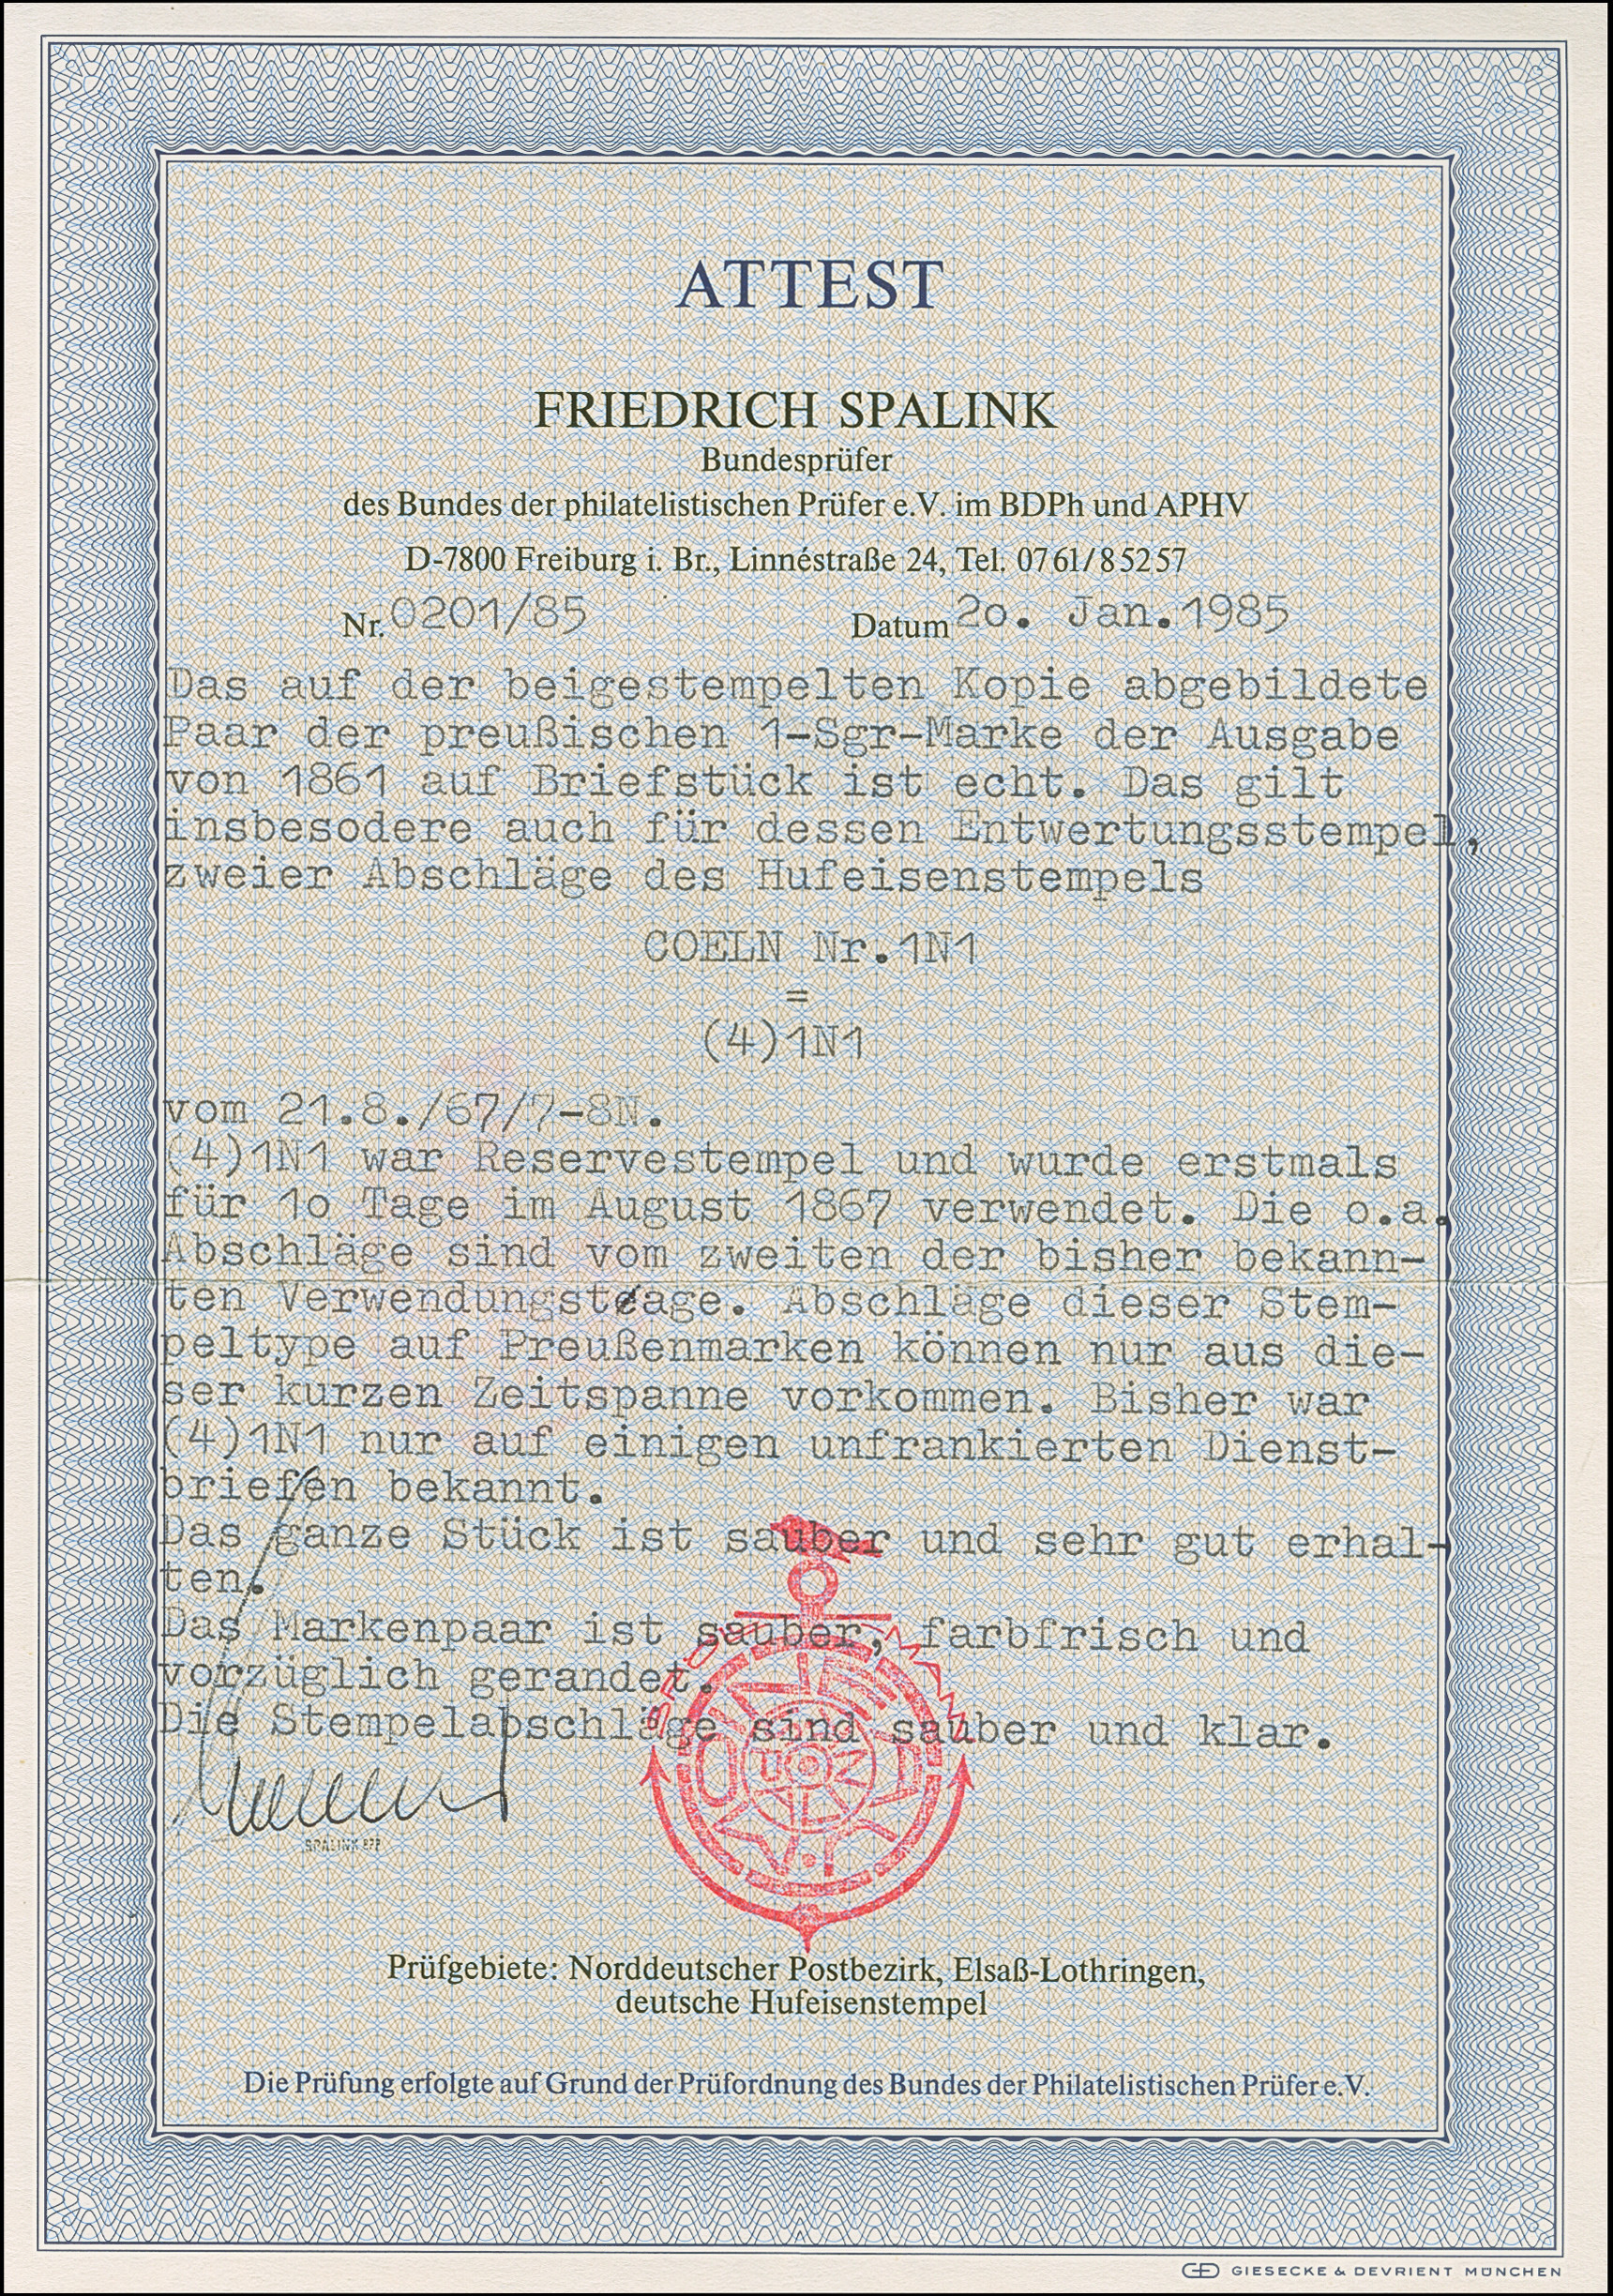 ATTEST
FRIEDRICH SPALINK
Bundesprüfer
des Bundes der philatelistischen Prüfer e.V. im BDPh und APHV
D-7800 Freiburg i. Br., Linnéstraße 24, Tel. 0761/85257
Nr. 0201/85 Datum 2o. Jan. 1985
Das auf der beigestempelten Kopie abgebildete
Paar der preußischen 1-Sgr-Marke der Ausgabe
von 1861 auf Briefstück ist echt. Das gilt
insbesodere auch für dessen Entwertungsstempel,
zweier Abschläge des Hufeisenstempels
COELN Nr.1N1
=
(4)1N1
vom 21.8./67/7-8N.
(4)1N1 war Reservestempel und wurde erstmals
für 1o Tage im August 1867 verwendet. Die o.a.
Abschläge sind vom zweiten der bisher bekann-
ten Verwendungstage. Abschläge dieser Stem-
peltype auf Preußenmarken können nur aus die-
ser kurzen Zeitspanne vorkommen. Bisher war
(4)1N1 nur auf einigen unfrankierten Dienst-
briefen bekannt.
Das ganze Stück ist sauber und sehr gut erhal-
ten.
Das Markenpaar ist sauber, farbfrisch und
vorzüglich gerandet.
Die Stempelabschläge sind sauber und klar.
SPALINK BPP
Prüfgebiete: Norddeutscher Postbezirk, Elsaß-Lothringen,
deutsche Hufeisenstempel
Die Prüfung erfolgte auf Grund der Prüfordnung des Bundes der Philatelistischen Prüfer e.V.
GIESECKE & DEVRIENT MÜNCHEN